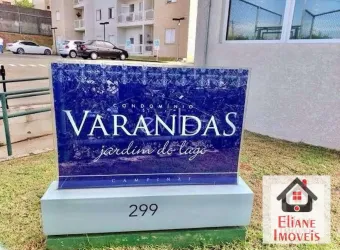 CONDOMÍNIO
VARANDAS
jardim do lago
CAMPINAS
299
ELIANE
Imóveis